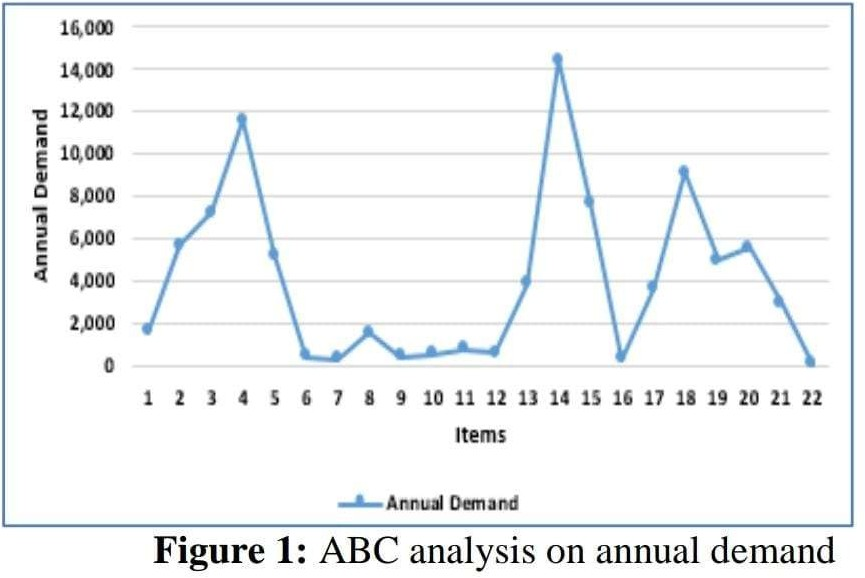 16,000
14,000
12,000
10,000
8,000
6,000
4,000
2,000
0
Annual Demand
1 2 3 4 5 6 7 8 9 10 11 12 13 14 15 16 17 18 19 20 21 22
Items
Annual Demand
Figure 1: ABC analysis on annual demand